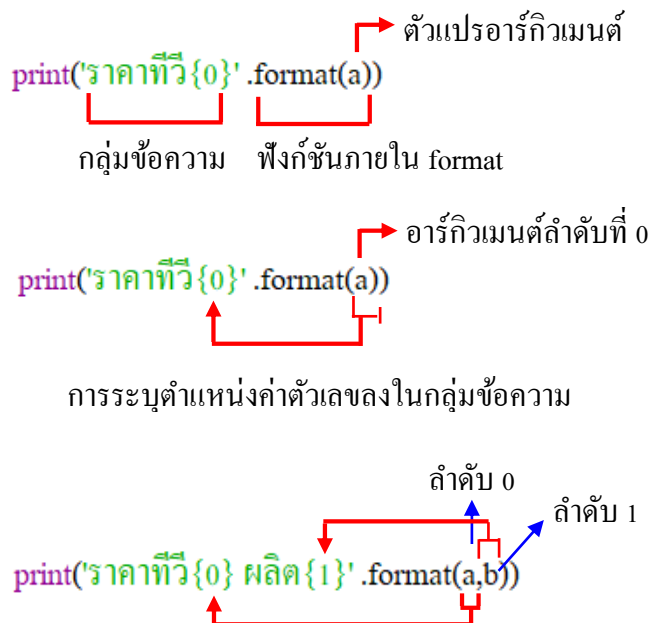 ตัวแปรอาร์กิวเมนต์
print('ราคาทีวี{0}' .format(a))
กลุ่มข้อความ ฟังก์ชันภายใน format
อาร์กิวเมนต์ลำดับที่ 0
print('ราคาทีวี{0}' .format(a))
การระบุตำแหน่งค่าตัวเลขลงในกลุ่มข้อความ
ลำดับ 0
ลำดับ 1
print('ราคาทีวี{0} ผลิต{1}' .format(a,b))